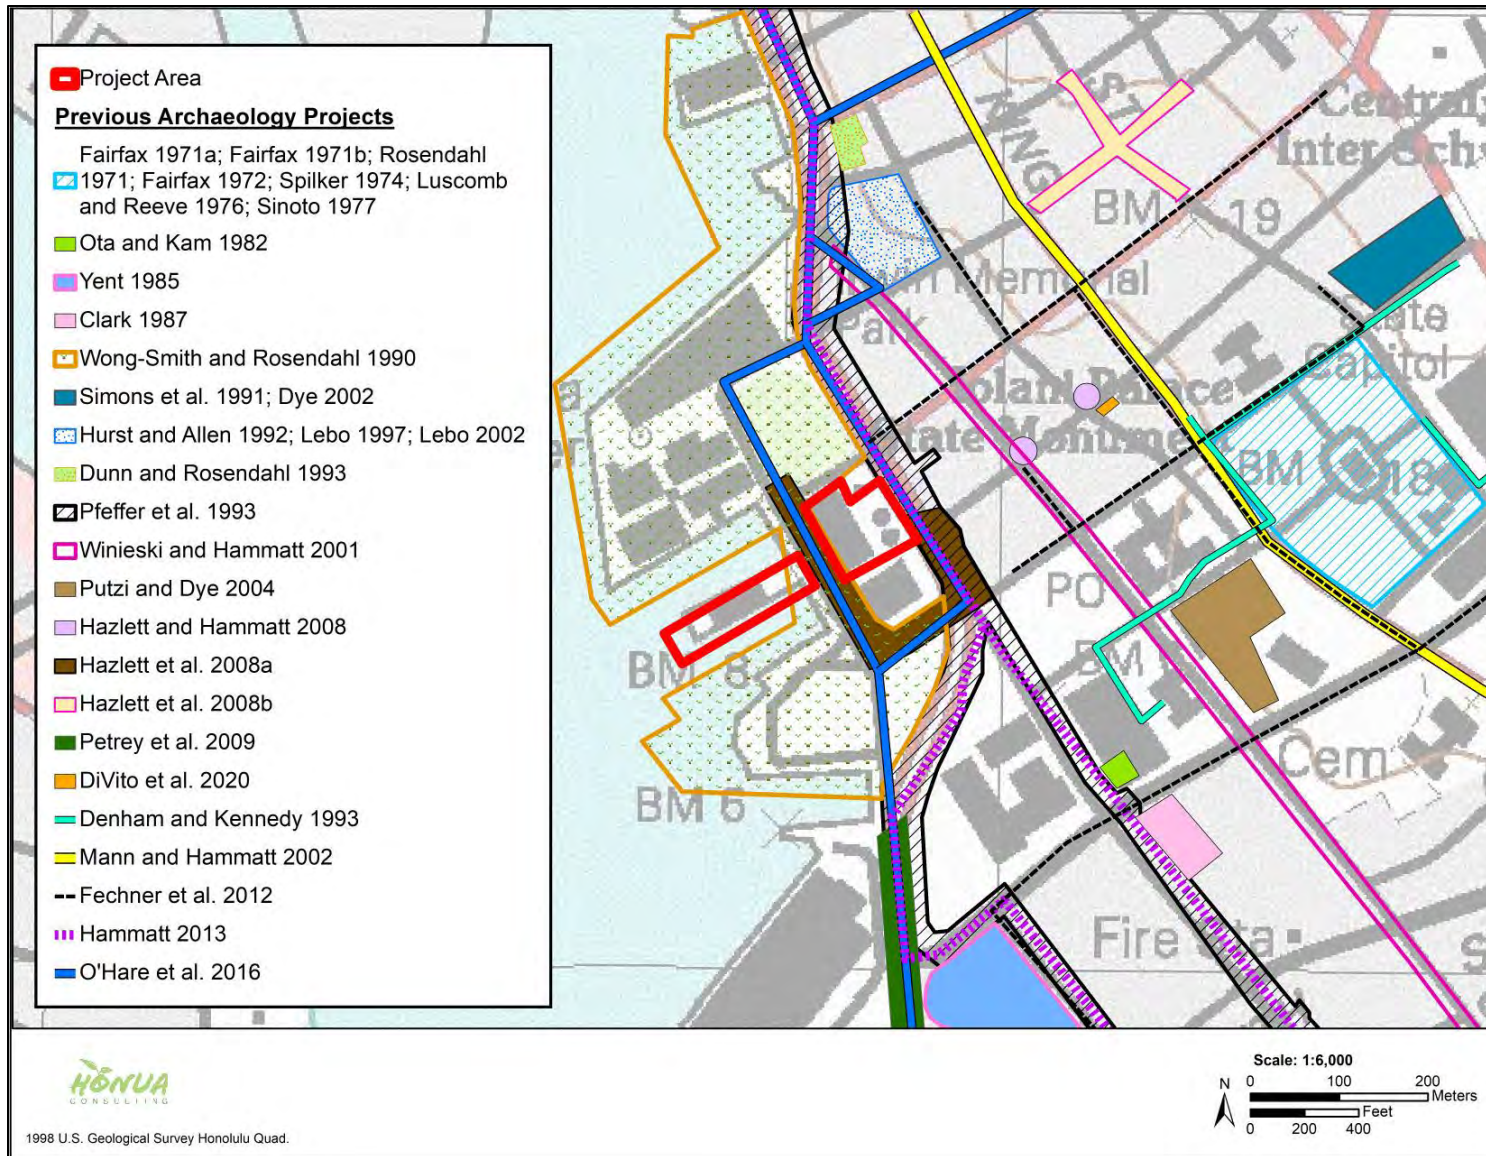 Project Area
Previous Archaeology Projects
Fairfax 1971a; Fairfax 1971b; Rosendahl
1971; Fairfax 1972; Spilker 1974; Luscomb
and Reeve 1976; Sinoto 1977
Ota and Kam 1982
Yent 1985
Clark 1987
Wong-Smith and Rosendahl 1990
Simons et al. 1991; Dye 2002
Hurst and Allen 1992; Lebo 1997; Lebo 2002
Dunn and Rosendahl 1993
Pfeffer et al. 1993
Winieski and Hammatt 2001
Putzi and Dye 2004
Hazlett and Hammatt 2008
Hazlett et al. 2008a
Hazlett et al. 2008b
Petrey et al. 2009
DiVito et al. 2020
Denham and Kennedy 1993
Mann and Hammatt 2002
Fechner et al. 2012
Hammatt 2013
O'Hare et al. 2016
Central
Inter Sch
BM 19
Memorial
Park
State
Capitol
BM 18
PO
BM
BM 8
BM 6
Cem
Fire Sta
HONUA
CONSULTING
1998 U.S. Geological Survey Honolulu Quad.
Scale: 1:6,000
N
0 100 200
Meters
Feet
0 200 400